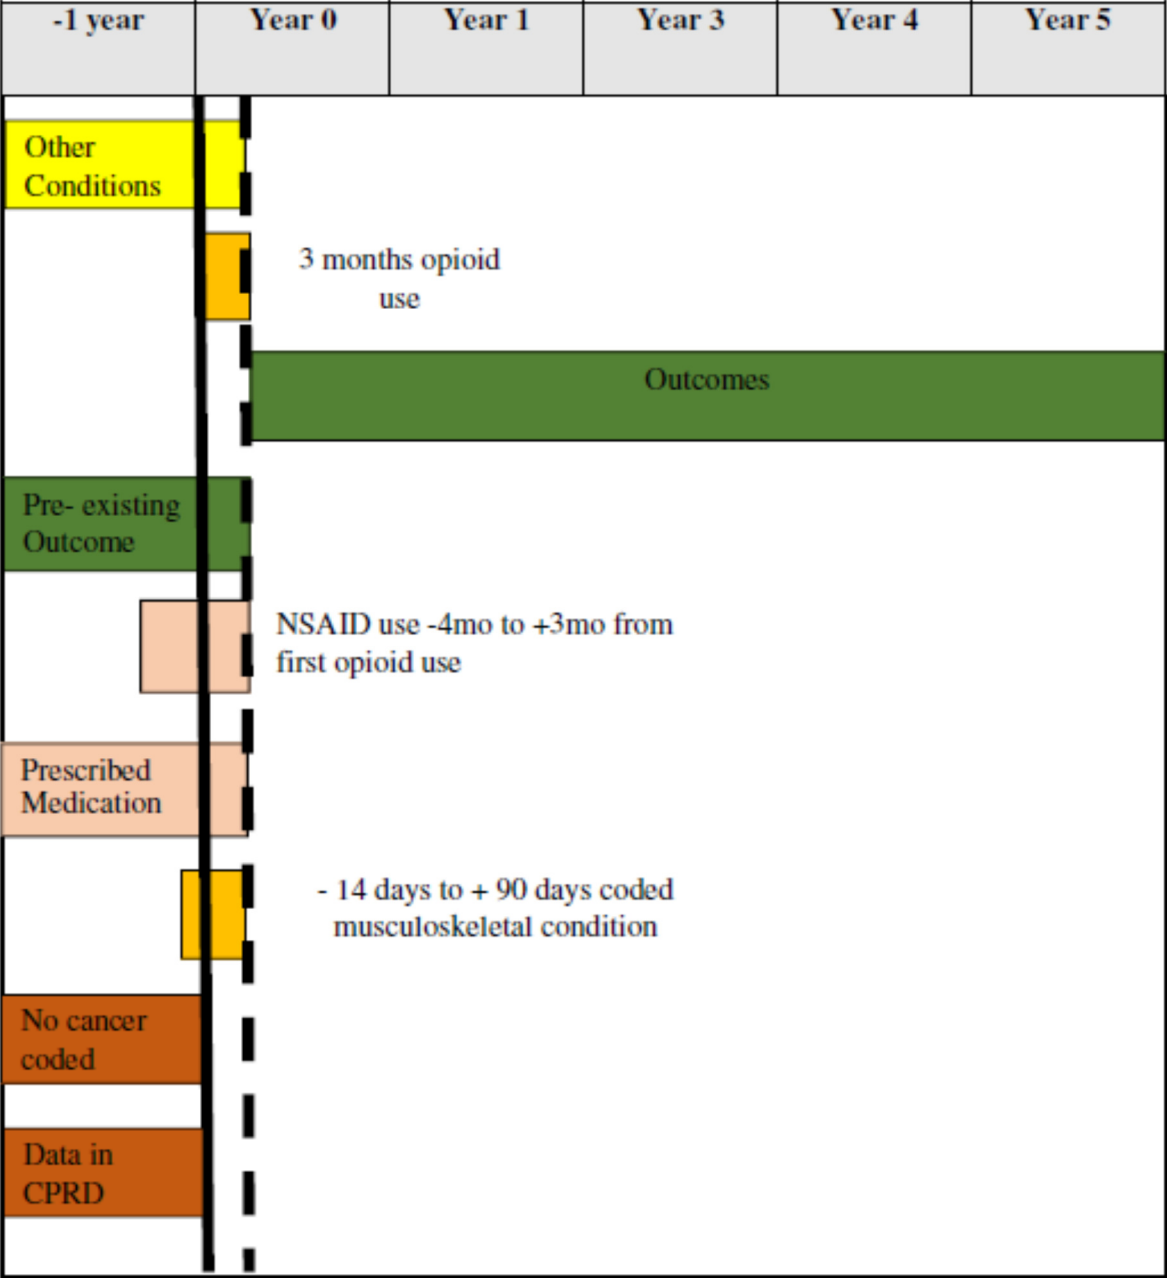 -1 year Year 0 Year 1 Year 3 Year 4 Year 5
Other
Conditions
3 months opioid
use
Outcomes
Pre- existing
Outcome
NSAID use -4mo to +3mo from
first opioid use
Prescribed
Medication
- 14 days to + 90 days coded
musculoskeletal condition
No cancer
coded
Data in
CPRD